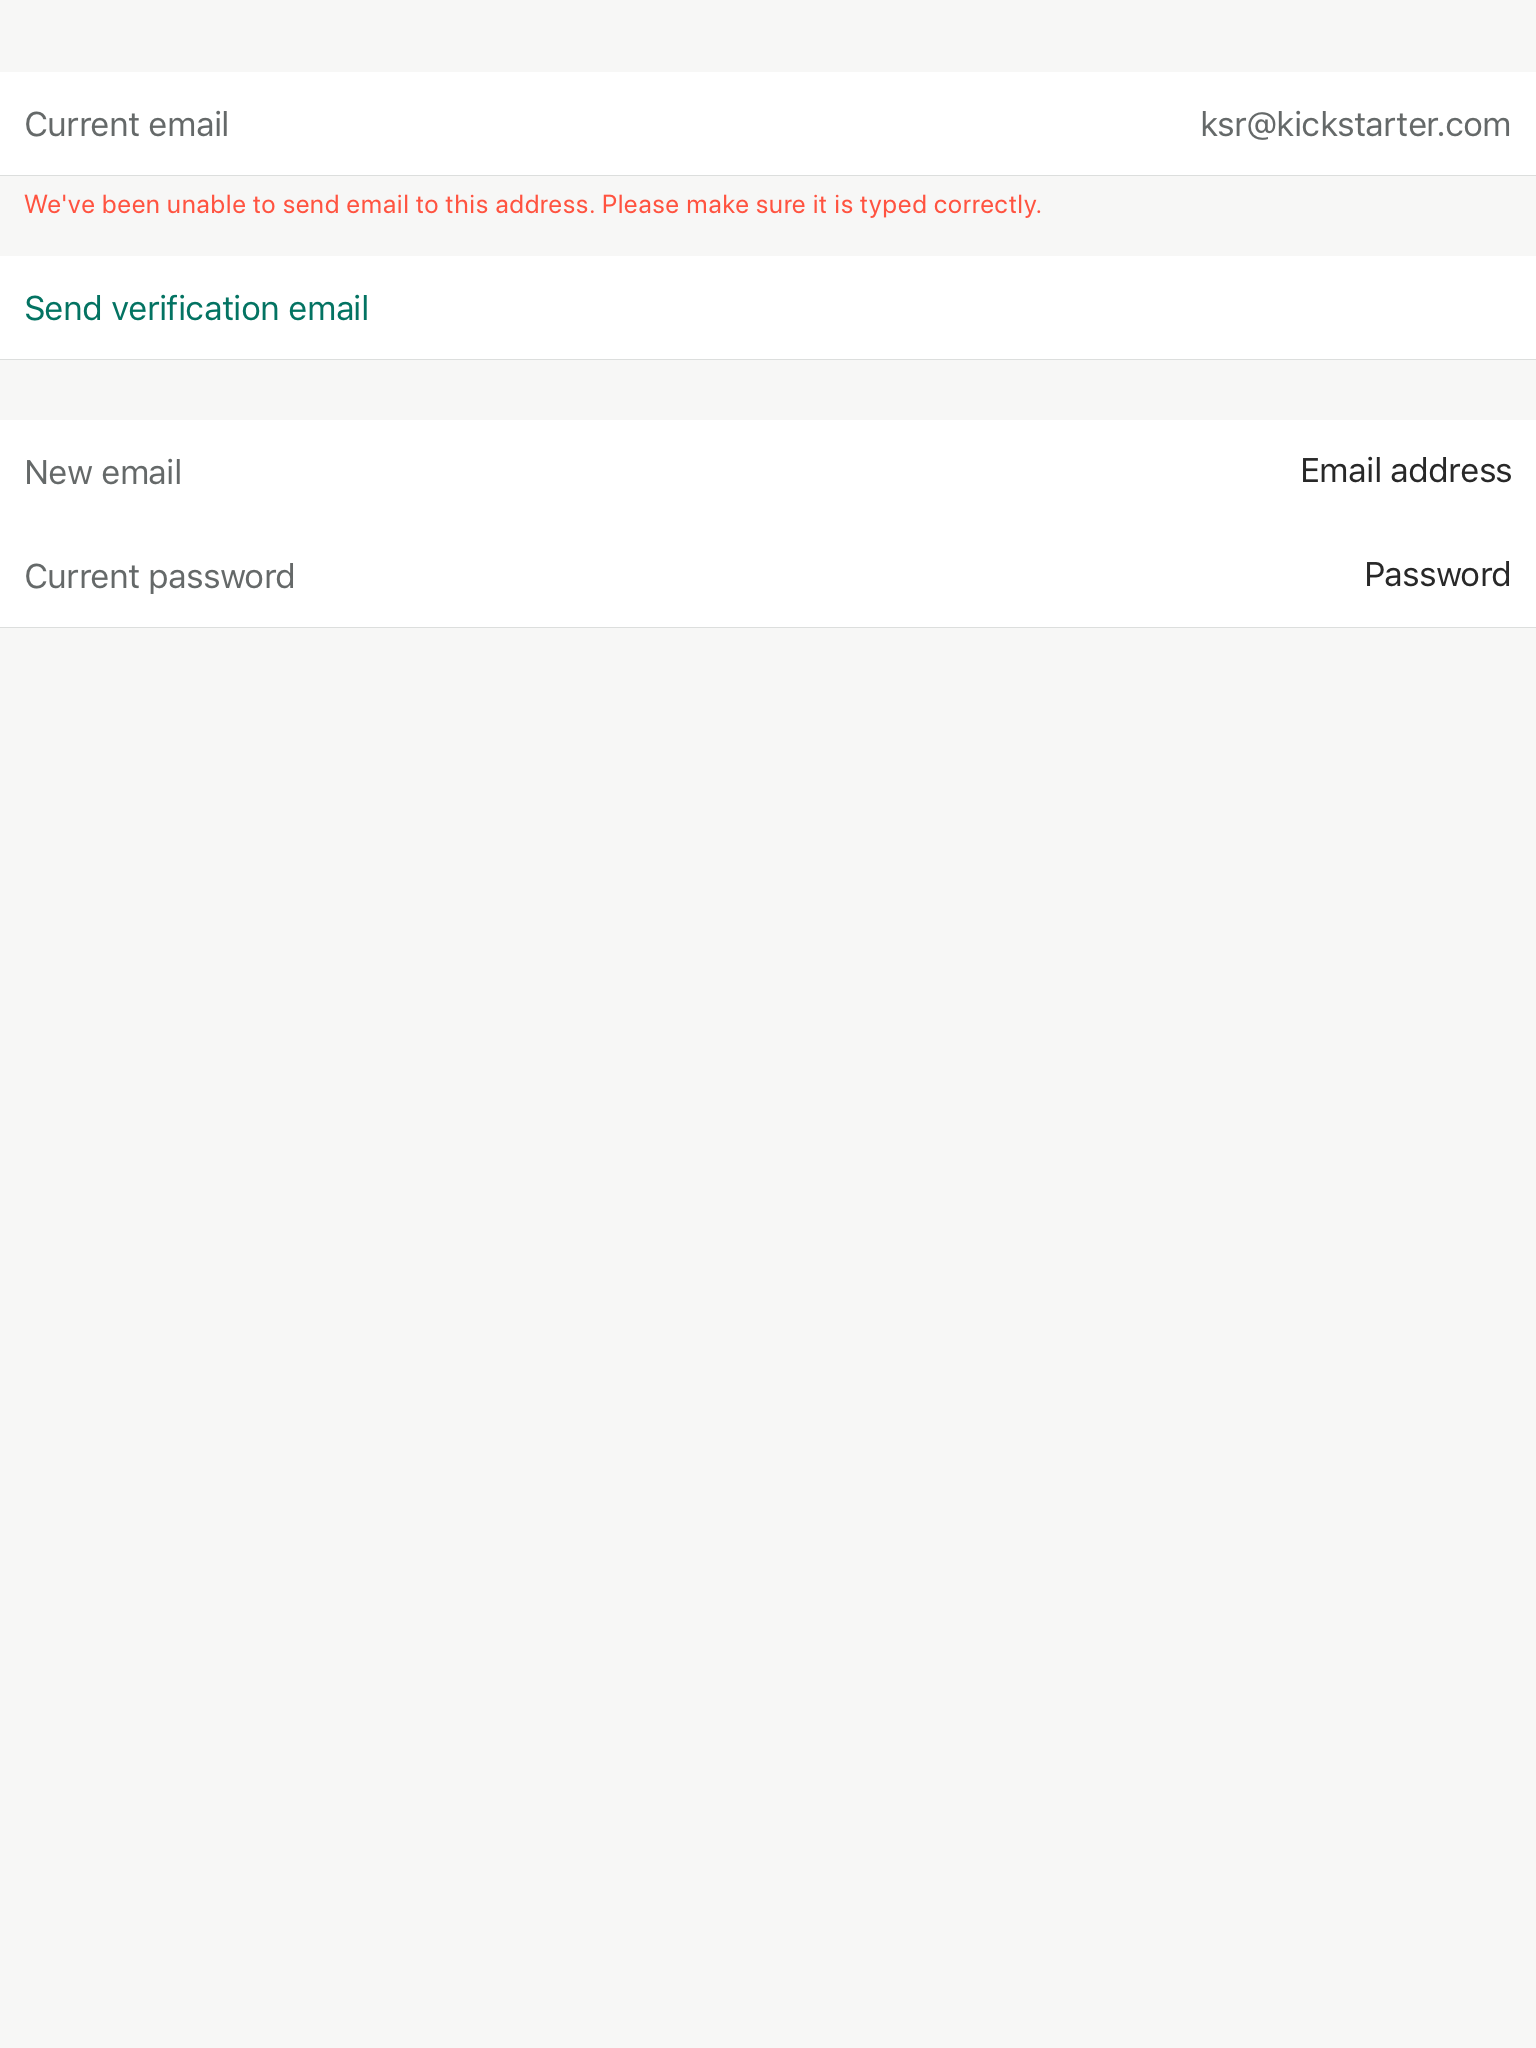 Current email ksr@kickstarter.com
We've been unable to send email to this address. Please make sure it is typed correctly.
Send verification email
New email Email address
Current password Password